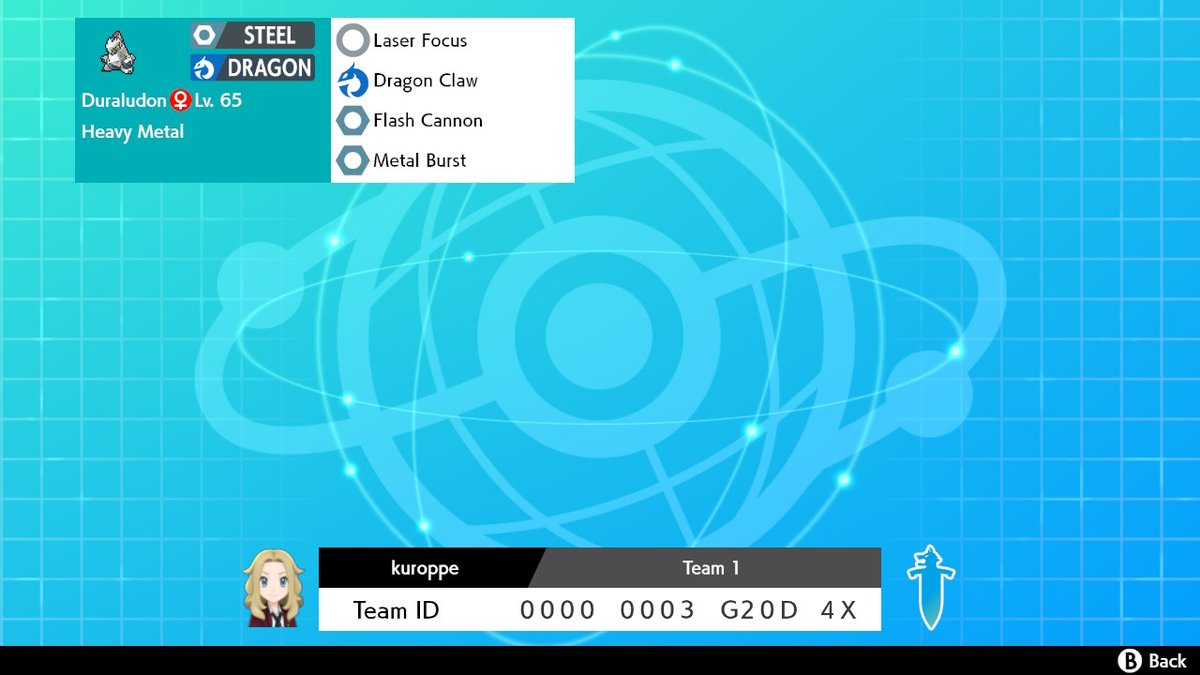 STEEL
DRAGON
Duraludon♀Lv. 65
Heavy Metal
Laser Focus
Dragon Claw
Flash Cannon
Metal Burst
kuroppe Team 1
Team ID 0000 0003 G20D 4X
B Back